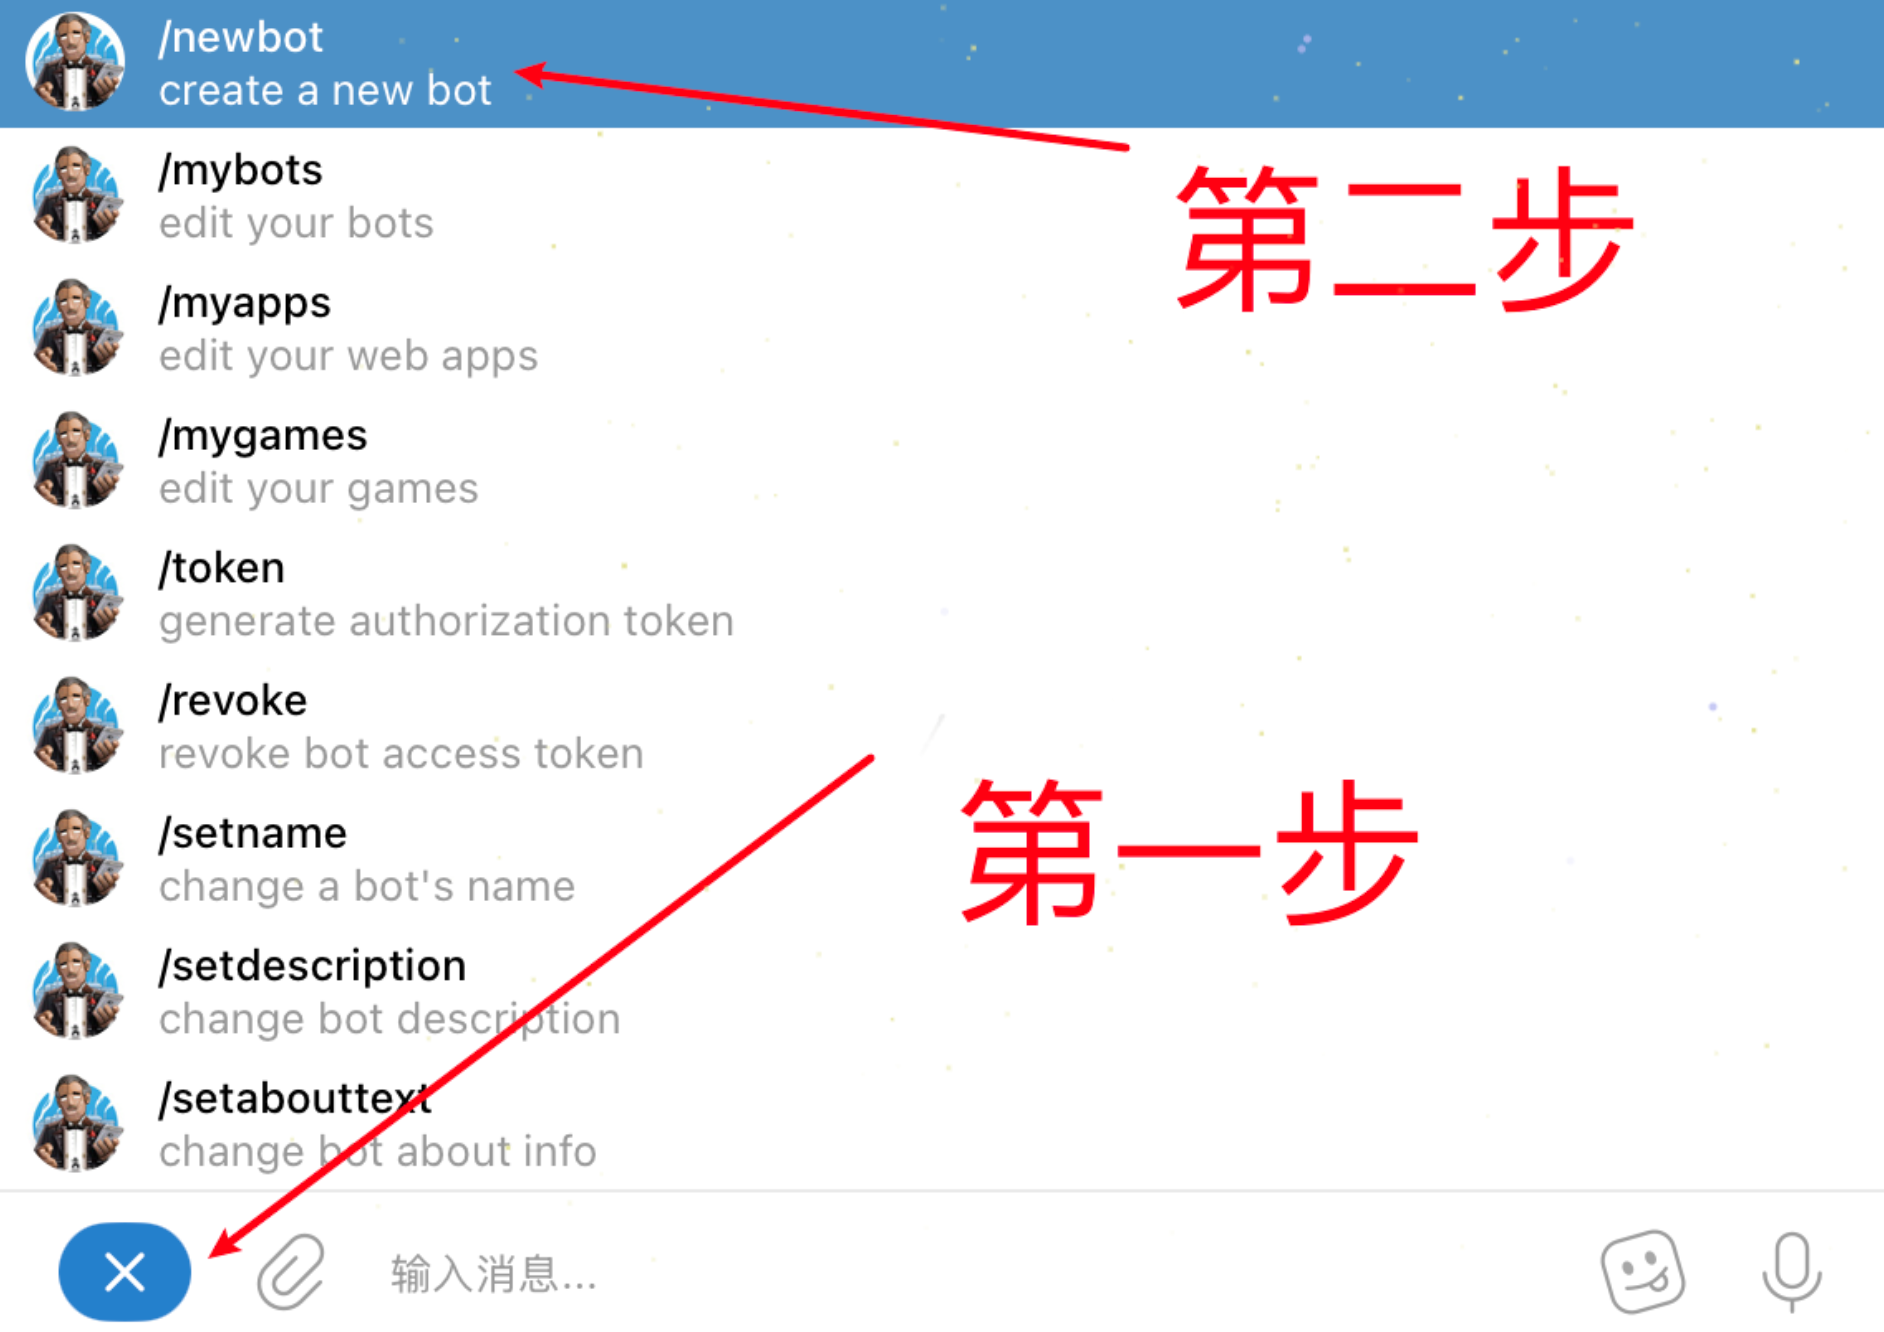 /newbot
create a new bot
第二步
/mybots
edit your bots
/myapps
edit your web apps
/mygames
edit your games
/token
generate authorization token
/revoke
revoke bot access token
第一步
/setname
change a bot's name
/setdescription
change bot description
/setabouttext
change bot about info
输入消息...